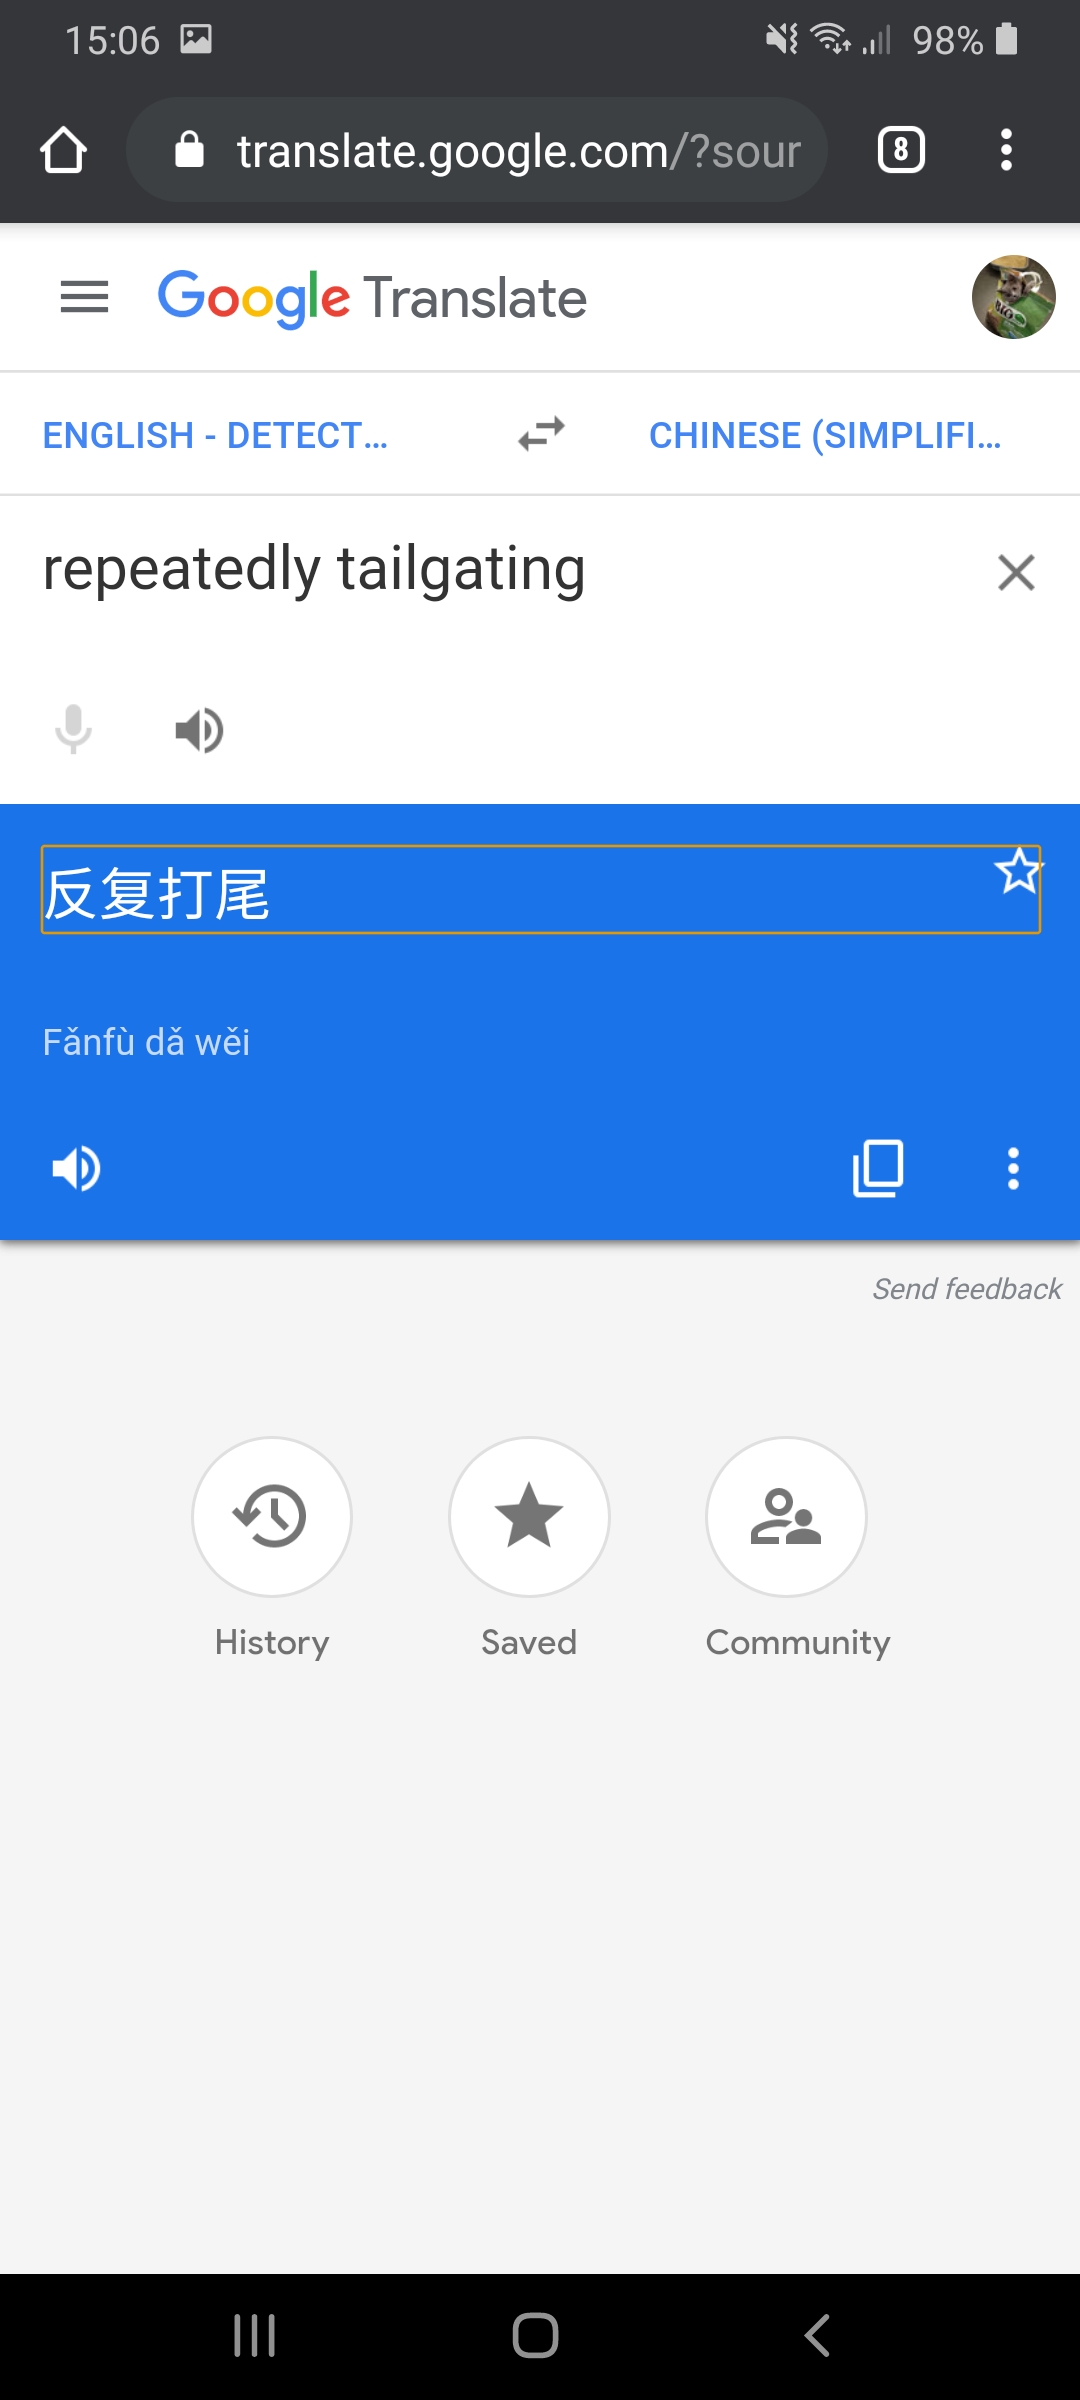 15:06 98%
translate.google.com/?sour 8
Google Translate
ENGLISH - DETECT... CHINESE (SIMPLIFI...
repeatedly tailgating
反复打尾
Fǎnfù dǎ wěi
Send feedback
History Saved Community